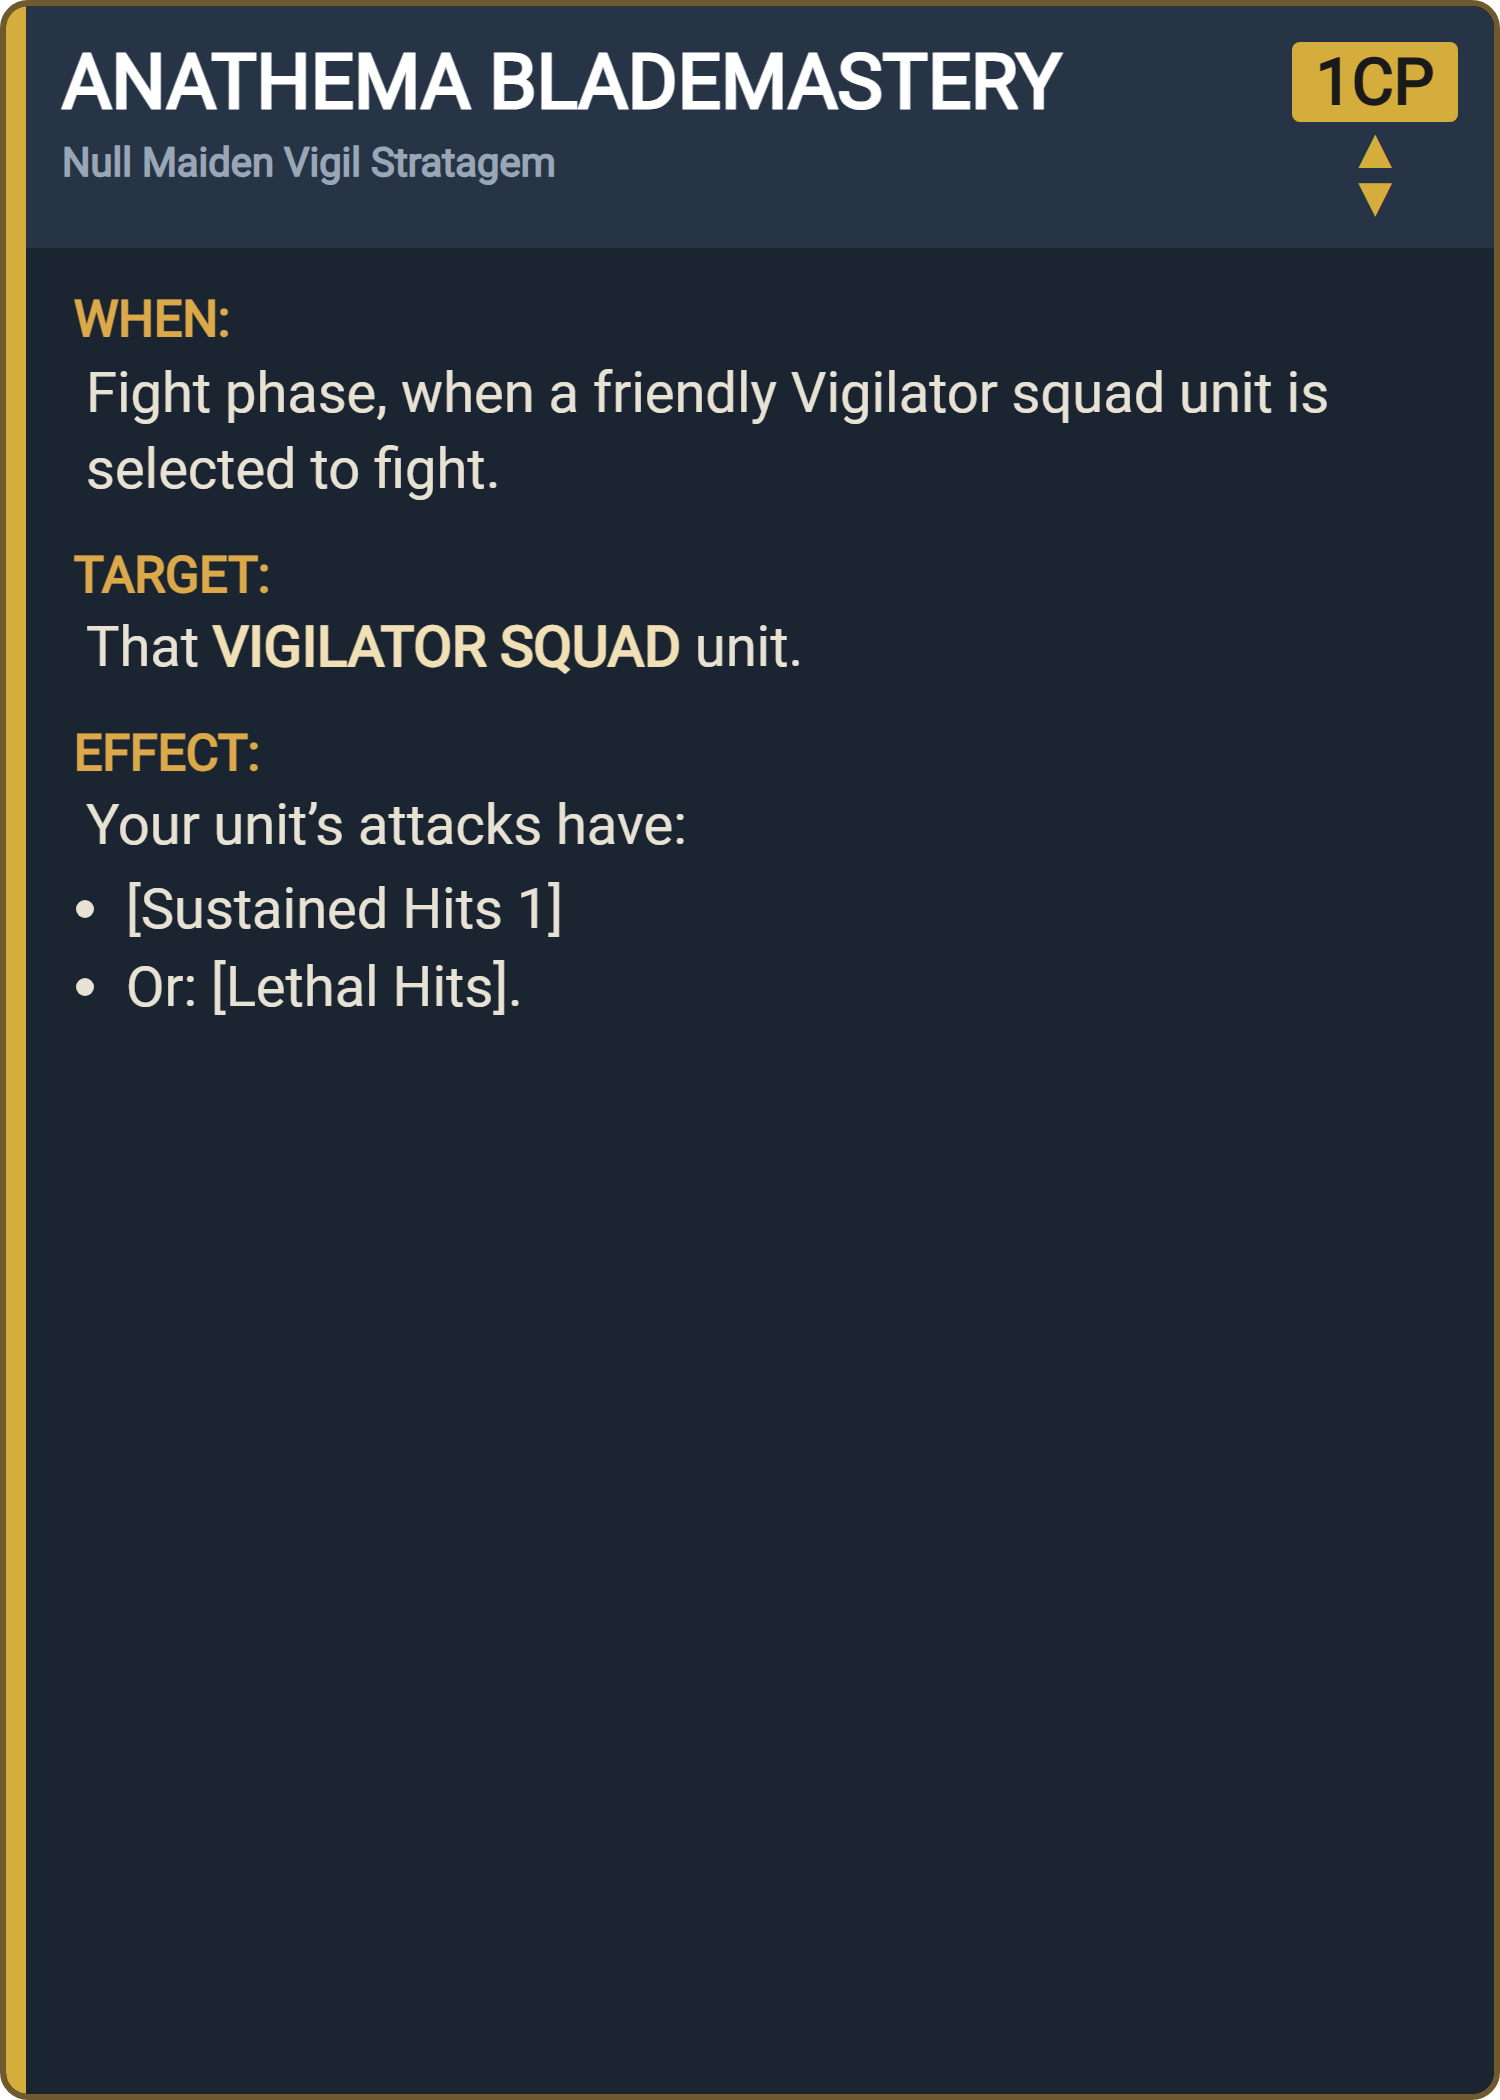 ANATHEMA BLADEMASTERY
1CP
Null Maiden Vigil Stratagem
▲
▼
WHEN:
Fight phase, when a friendly Vigilator squad unit is
selected to fight.
TARGET:
That VIGILATOR SQUAD unit.
EFFECT:
Your unit’s attacks have:
• [Sustained Hits 1]
• Or: [Lethal Hits].